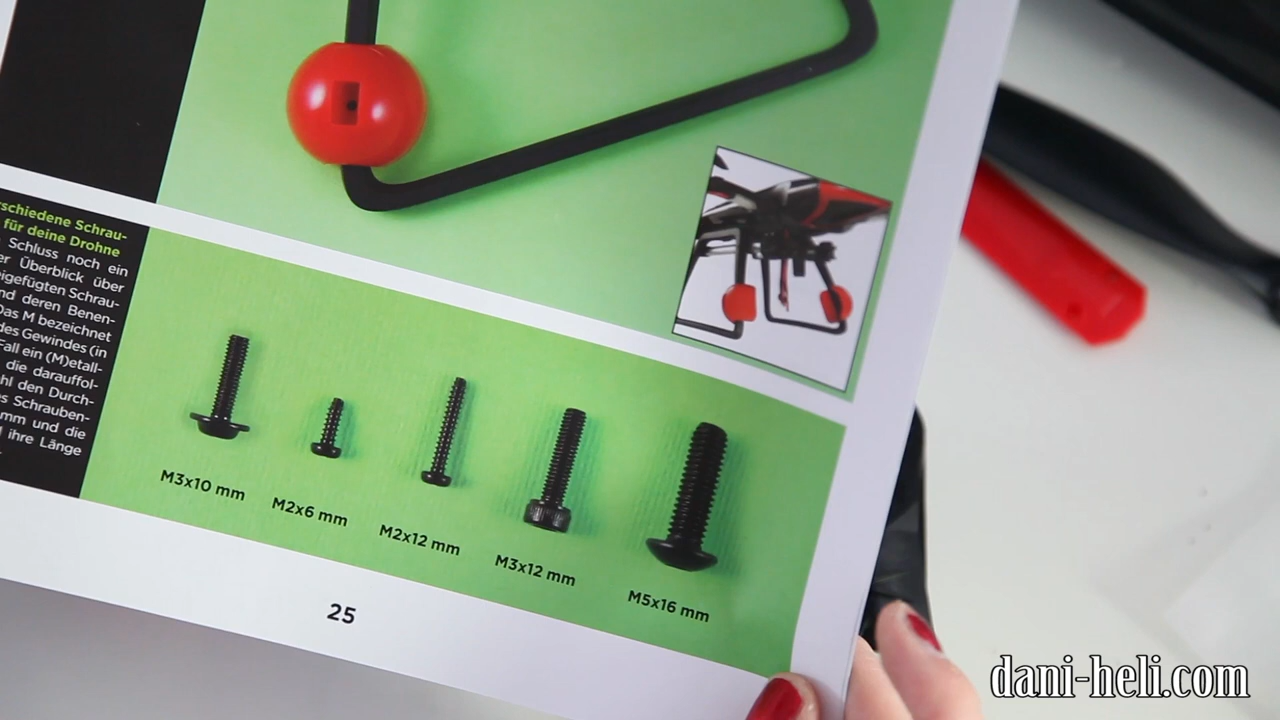 schiedene Schrau-
für deine Drohne
Schluss noch ein
Überblick über
igefügten Schrau-
nd deren Benen-
Das M bezeichnet
des Gewindes (in
Fall ein (M)etall-
die darauffol-
hl den Durch-
s Schrauben-
mm und die
ihre Länge
M3x10 mm
M2x6 mm
M2x12 mm
M3x12 mm
M5x16 mm
25
dani-heli.com